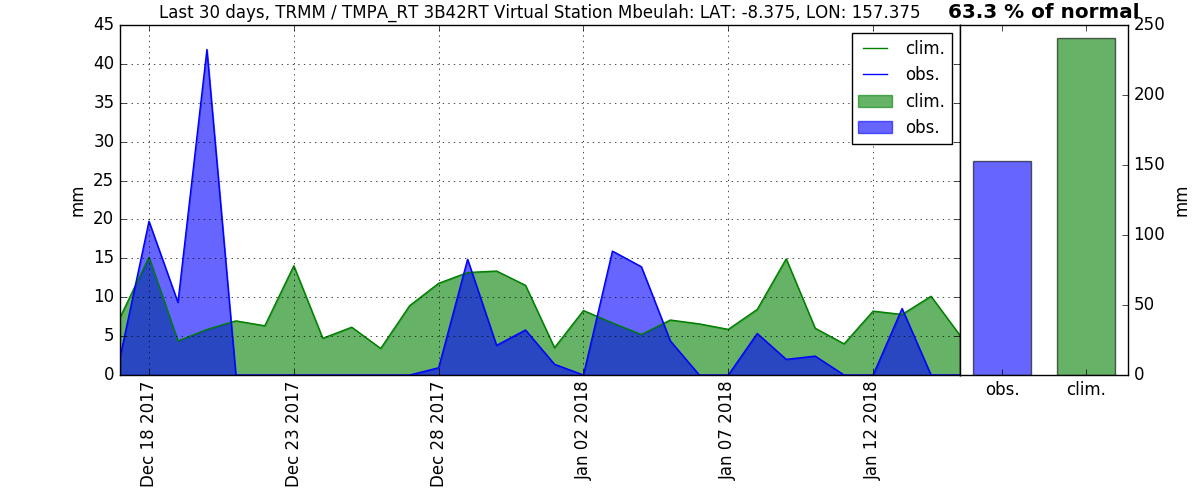 Last 30 days, TRMM / TMPA_RT 3B42RT Virtual Station Mbeulah: LAT: -8.375, LON: 157.375
63.3 % of normal
45
40
35
30
25
20
15
10
5
0
mm
clim.
obs.
clim.
obs.
Dec 18 2017
Dec 23 2017
Dec 28 2017
Jan 02 2018
Jan 07 2018
Jan 12 2018
250
200
150
100
50
0
mm
obs.
clim.